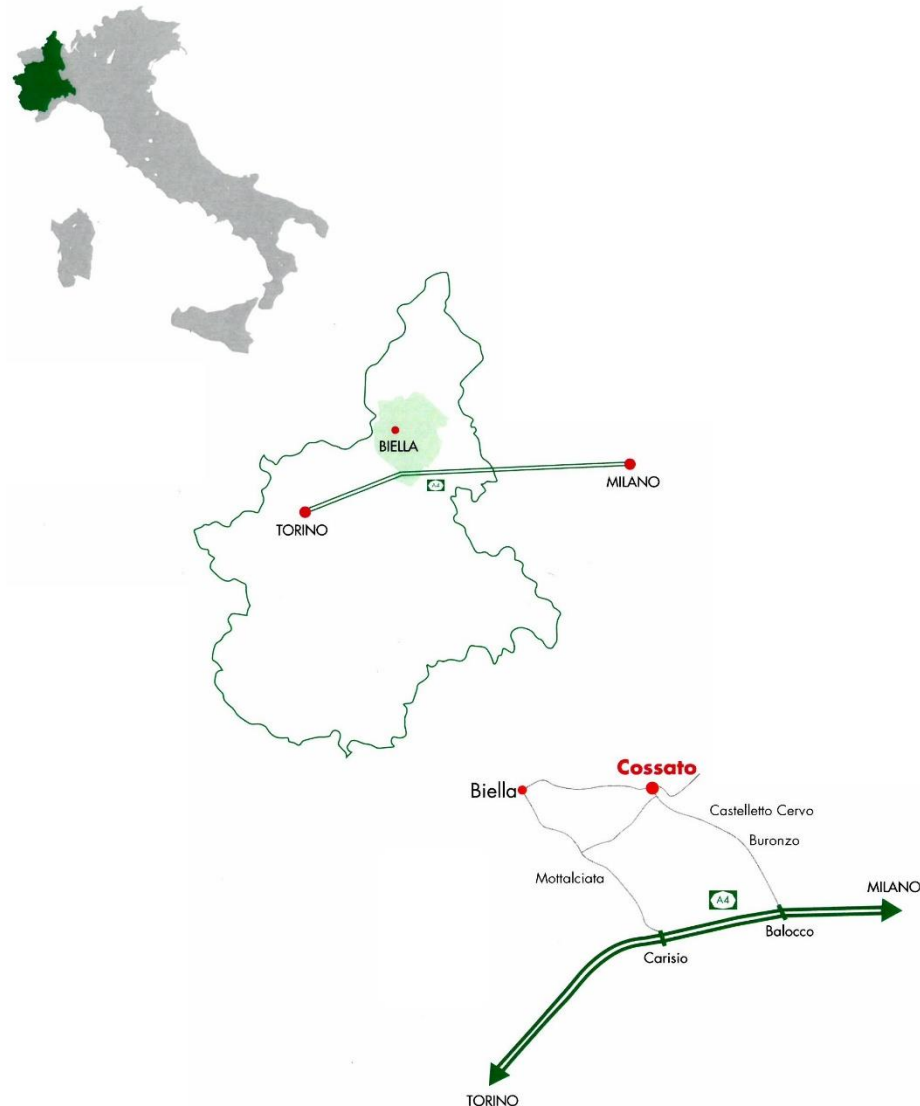 BIELLA
MILANO
A4
TORINO
Cossato
Biella
Castelletto Cervo
Buronzo
Mottalciata
MILANO
A4
Balocco
Carisio
TORINO